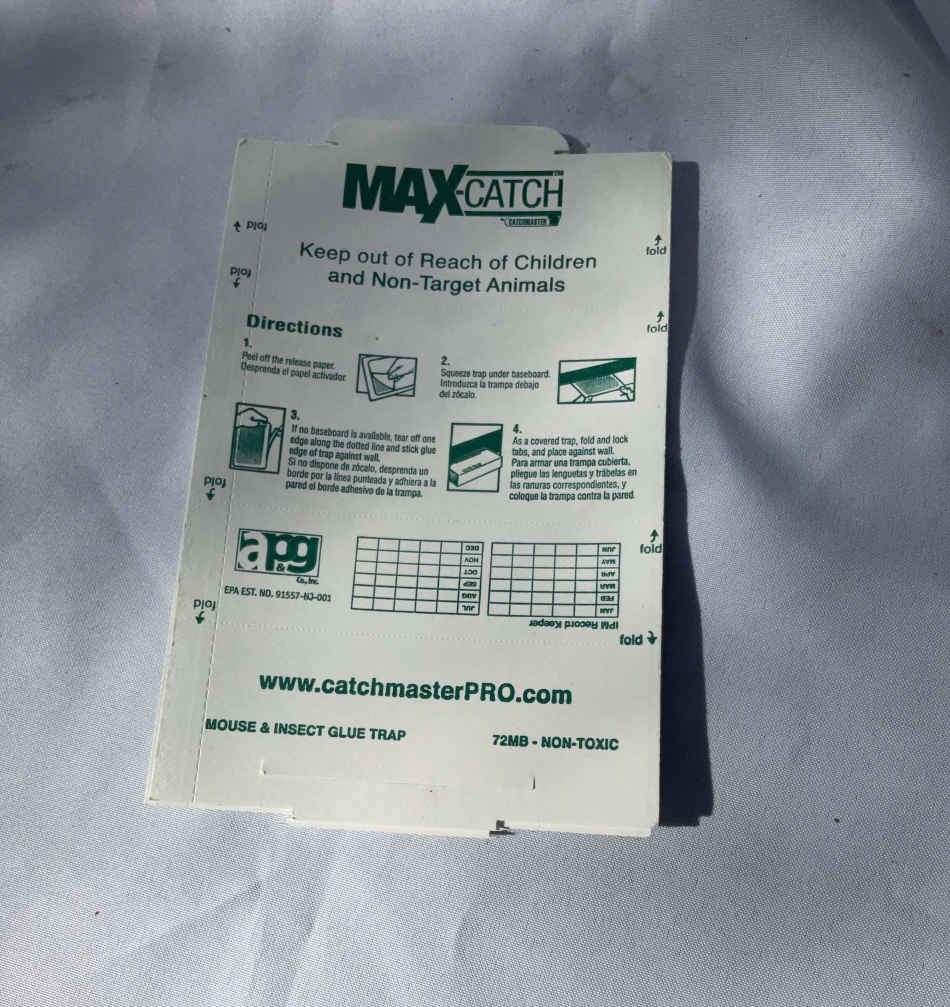 MAX-CATCH™
CATCHMASTER
Keep out of Reach of Children
and Non-Target Animals
fold
fold
fold
fold
Directions
1.
Peel off the release paper.
Desprenda el papel activador.
2.
Squeeze trap under baseboard.
Introduzca la trampa debajo
del zócalo.
3.
If no baseboard is available, tear off one
edge along the dotted line and stick glue
edge of trap against wall.
Si no dispone de zócalo, desprenda un
borde por la línea punteada y adhiera a la
pared el borde adhesivo de la trampa.
4.
As a covered trap, fold and lock
tabs, and place against wall.
Para armar una trampa cubierta,
pliegue las lenguetas y trábelas en
las ranuras correspondientes, y
coloque la trampa contra la pared.
fold
fold
ap&g
Co., Inc.
EPA EST. NO. 91557-NJ-001
IPM Record Keeper
JAN
FEB
MAR
APR
MAY
JUN
JUL
AUG
SEP
OCT
NOV
DEC
fold
fold
www.catchmasterPRO.com
MOUSE & INSECT GLUE TRAP
72MB - NON-TOXIC